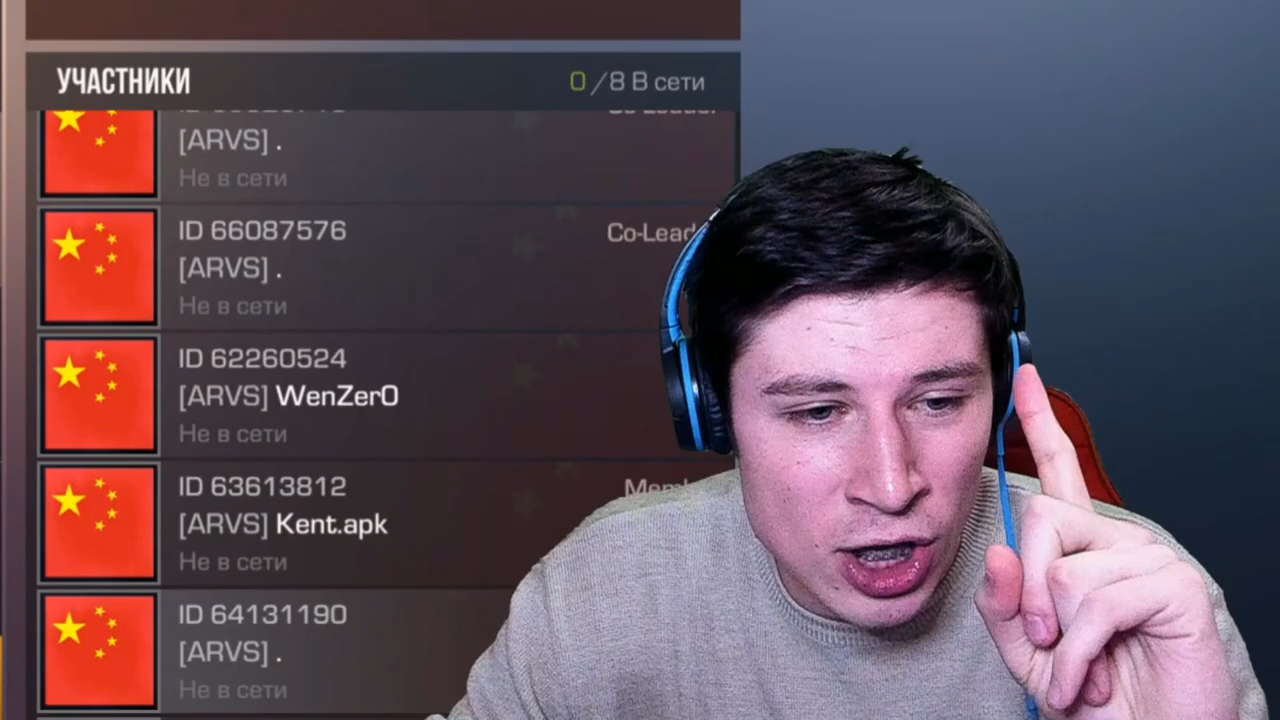 УЧАСТНИКИ
0 /8 В сети
[ARVS] .
Не в сети
ID 66087576
[ARVS] .
Не в сети
ID 62260524
[ARVS] WenZer0
Не в сети
ID 63613812
[ARVS] Kent.apk
Не в сети
ID 64131190
[ARVS] .
Не в сети